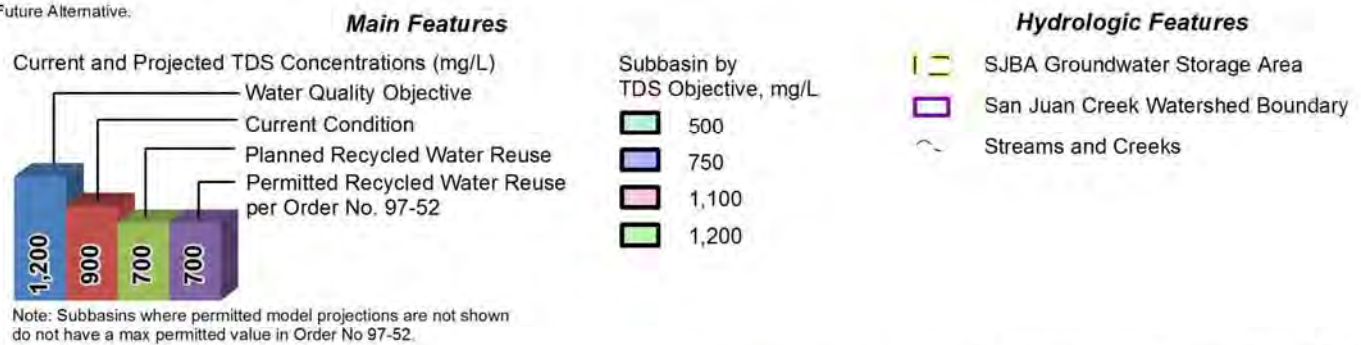 Future Alternative.
Main Features
Current and Projected TDS Concentrations (mg/L)
Water Quality Objective
Current Condition
Planned Recycled Water Reuse
Permitted Recycled Water Reuse
per Order No. 97-52
1,200
900
700
700
Note: Subbasins where permitted model projections are not shown
do not have a max permitted value in Order No 97-52.
Subbasin by
TDS Objective, mg/L
500
750
1,100
1,200
Hydrologic Features
SJBA Groundwater Storage Area
San Juan Creek Watershed Boundary
Streams and Creeks